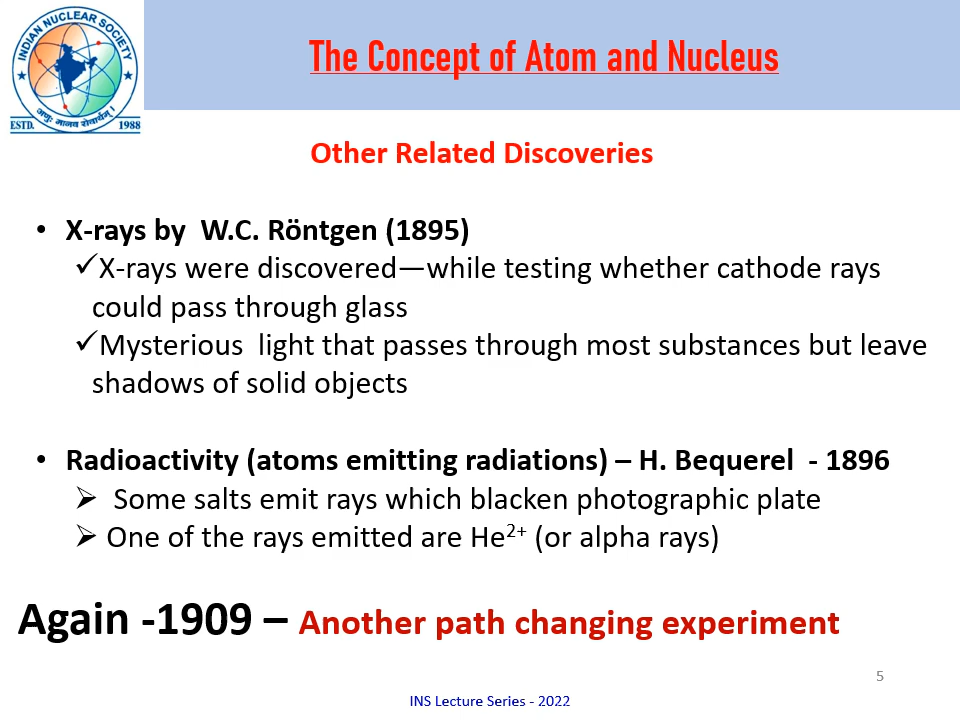 INDIAN NUCLEAR SOCIETY
अणुः मानव सेवार्थम् ।
ESTD. 1988
The Concept of Atom and Nucleus
Other Related Discoveries
• X-rays by W.C. Röntgen (1895)
✓X-rays were discovered—while testing whether cathode rays
could pass through glass
✓Mysterious light that passes through most substances but leave
shadows of solid objects
• Radioactivity (atoms emitting radiations) – H. Bequerel - 1896
➢ Some salts emit rays which blacken photographic plate
➢ One of the rays emitted are He²⁺ (or alpha rays)
Again -1909 – Another path changing experiment
5
INS Lecture Series - 2022